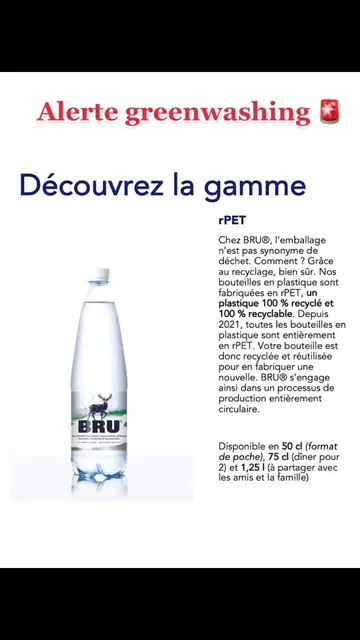 Alerte greenwashing 🚨
Découvrez la gamme
rPET
Chez BRU®, l'emballage
n'est pas synonyme de
déchet. Comment ? Grâce
au recyclage, bien sûr. Nos
bouteilles en plastique sont
fabriquées en rPET, un
plastique 100 % recyclé et
100 % recyclable. Depuis
2021, toutes les bouteilles en
plastique sont entièrement
en rPET. Votre bouteille est
donc recyclée et réutilisée
pour en fabriquer une
nouvelle. BRU® s'engage
ainsi dans un processus de
production entièrement
circulaire.
Disponible en 50 cl (format
de poche), 75 cl (dîner pour
2) et 1,25 l (à partager avec
les amis et la famille)
BRU